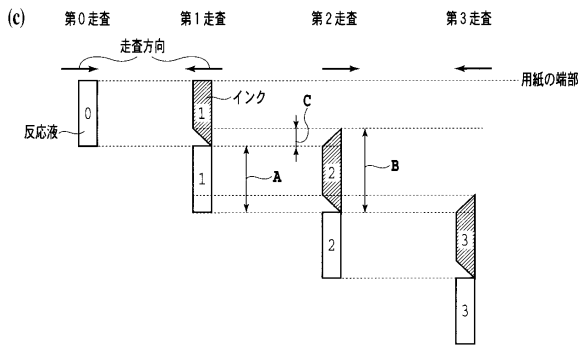 (c)
第0走査 第1走査 第2走査 第3走査
走査方向
用紙の端部
0 1 インク
反応液
C
1 A 2 B
2 3
3